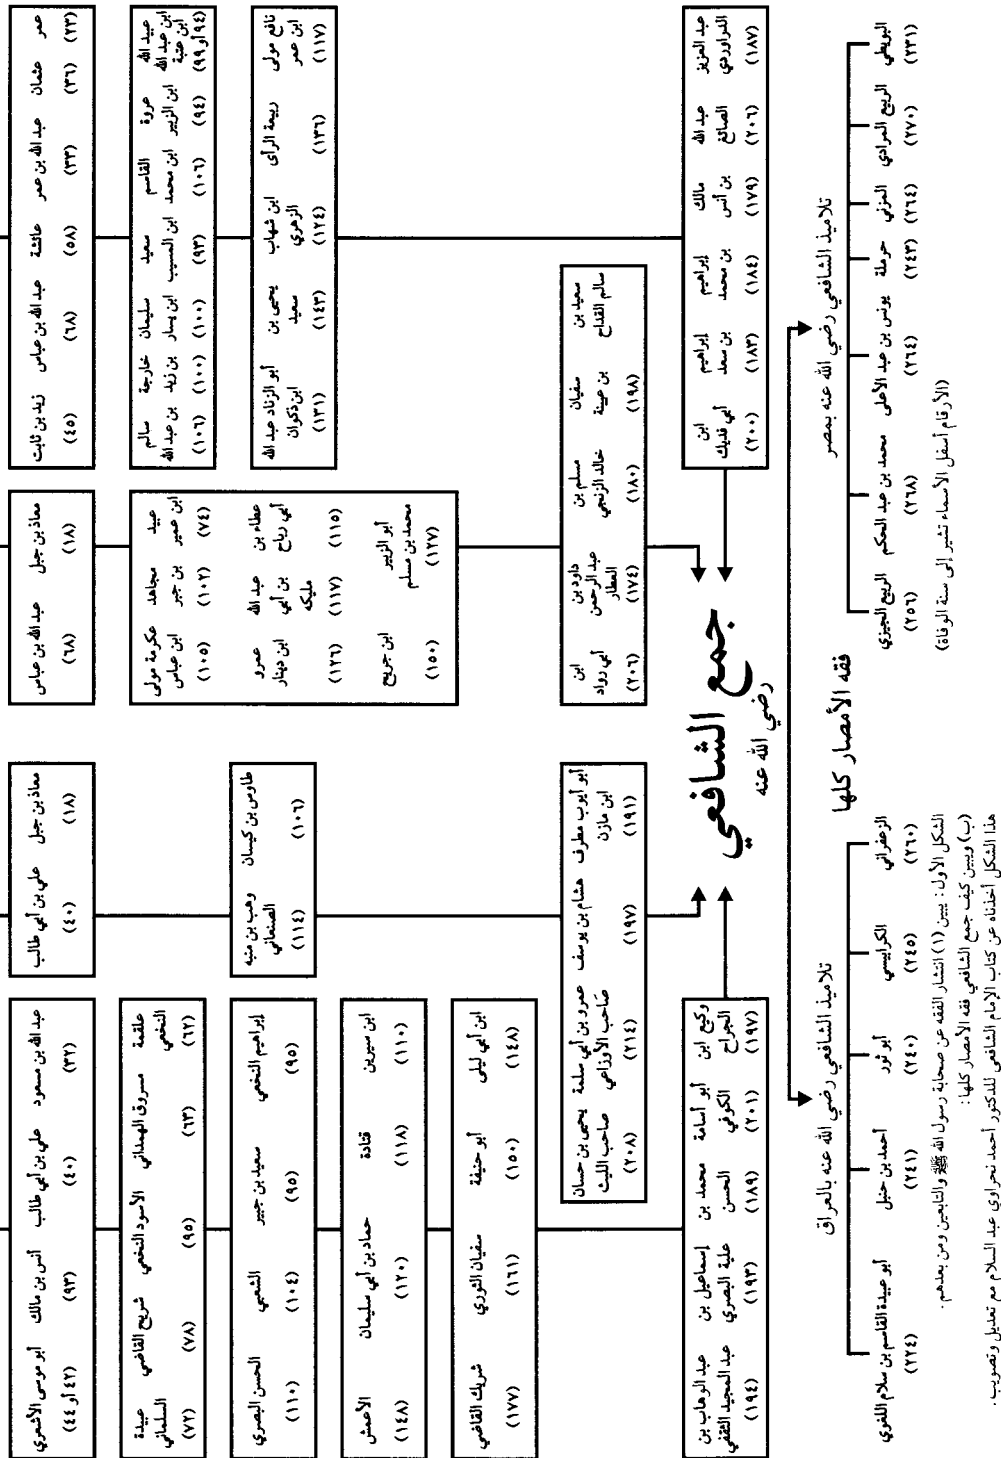 عمر عثمان عبد الله بن عمر عائشة عبد الله بن عباس زيد بن ثابت
(٢٣) (٣٦) (٣٣) (٥٨) (٦٨) (٤٥)
معاذ بن جبل عبد الله بن عباس
(١٨) (٦٨)
معاذ بن جبل علي بن أبي طالب
(١٨) (٤٠)
عبد الله بن مسعود علي بن أبي طالب أنس بن مالك أبو موسى الأشعري
(٣٢) (٤٠) (٩٣) (٤٢ أو ٤٤)
عبيد الله ابن عبد الله ابن عتبة (٩٤ أو ٩٩)
عروة ابن الزبير (٩٤)
القاسم ابن محمد (١٠٦)
سعيد ابن المسيب (٩٣)
سليمان ابن يسار (١٠٠)
خارجة بن زيد (١٠٠)
سالم بن عبد الله (١٠٦)
عبيد ابن عمير (٧٤)
مجاهد بن جبر (١٠٢)
عكرمة مولى ابن عباس (١٠٥)
عطاء بن أبي رباح (١١٥)
عبد الله بن أبي مليكه (١١٧)
عمرو ابن دينار (١٢٦)
أبو الزبير محمد بن مسلم (١٢٧)
ابن جريح (١٥٠)
علقمة النخعي (٦٢)
مسروق الهمداني (٦٣)
الأسود النخعي (٩٥)
شريح القاضي (٧٨)
عبيدة السلماني (٧٢)
نافع مولى ابن عمر (١١٧)
ربيعة الرأى (١٣٦)
ابن شهاب الزهري (١٢٤)
يحيى بن سعيد (١٤٣)
أبو الزناد عبد الله ابن ذكوان (١٣١)
طاوس بن كيسان (١٠٦)
وهب بن منبه الصنعاني (١١٤)
إبراهيم النخعي (٩٥)
سعيد بن جبير (٩٥)
الشعبي (١٠٤)
الحسن البصري (١١٠)
ابن سيرين (١١٠)
قتادة (١١٨)
حماد بن أبي سليمان (١٢٠)
الأعمش (١٤٨)
ابن أبي ليلى (١٤٨)
أبو حنيفة (١٥٠)
سفيان الثوري (١٦١)
شريك القاضي (١٧٧)
سعيد بن سالم القداح
سفيان بن عيينة (١٩٨)
مسلم بن خالد الزنجي (١٨٠)
داود بن عبد الرحمن العطار (١٧٤)
ابن أبي رواد (٢٠٦)
أبو أيوب مطرف ابن مازن (١٩١)
هشام بن يوسف (١٩٧)
عمرو بن أبي سلمة صاحب الأوزاعي (٢١٤)
يحيى بن حسان صاحب الليث (٢٠٨)
عبد العزيز الدراوردي (١٨٧)
عبد الله الصائغ (٢٠٦)
مالك بن أنس (١٧٩)
إبراهيم بن محمد (١٨٤)
إبراهيم بن سعد (١٨٣)
ابن أبي فديك (٢٠٠)
وكيع ابن الجراح (١٩٧)
أبو أسامة الكوفي (٢٠١)
محمد بن الحسن (١٨٩)
إسماعيل بن علية البصري (١٩٣)
عبد الوهاب بن عبد المجيد الثقفي (١٩٤)
جمع الشافعي
رضي الله عنه
فقه الأمصار كلها
تلاميذ الشافعي رضي الله عنه بمصر
البويطي الربيع المرادي المزني حرملة يونس بن عبد الأعلى محمد بن عبد الحكم الربيع الجيزي
(٢٣١) (٢٧٠) (٢٦٤) (٢٤٣) (٢٦٤) (٢٦٨) (٢٥٦)
(الأرقام أسفل الأسماء تشير إلى سنة الوفاة)
تلاميذ الشافعي رضي الله عنه بالعراق
الزعفراني الكرابيسي أبو ثور أحمد بن حنبل أبو عبيدة القاسم بن سلام اللغوي
(٢٦٠) (٢٤٥) (٢٤٠) (٢٤١) (٢٢٤)
الشكل الأول: يبين (١) انتشار الفقه عن صحابة رسول الله ﷺ والتابعين ومن بعدهم.
(ب) ويبين كيف جمع الشافعي فقه الأمصار كلها:
هذا الشكل أخذناه عن كتاب الإمام الشافعي للدكتور أحمد نحراوي عبد السلام مع تعديل وتصويب.